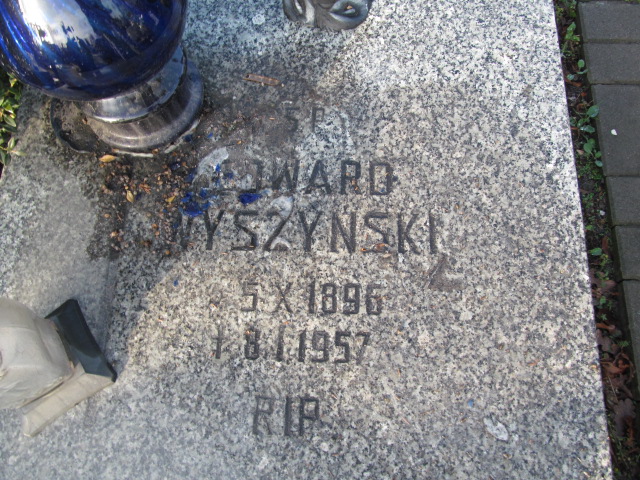 SP
EDWARD
WYSZYNSKI
5 X 1896
† 8.I.1957
RIP